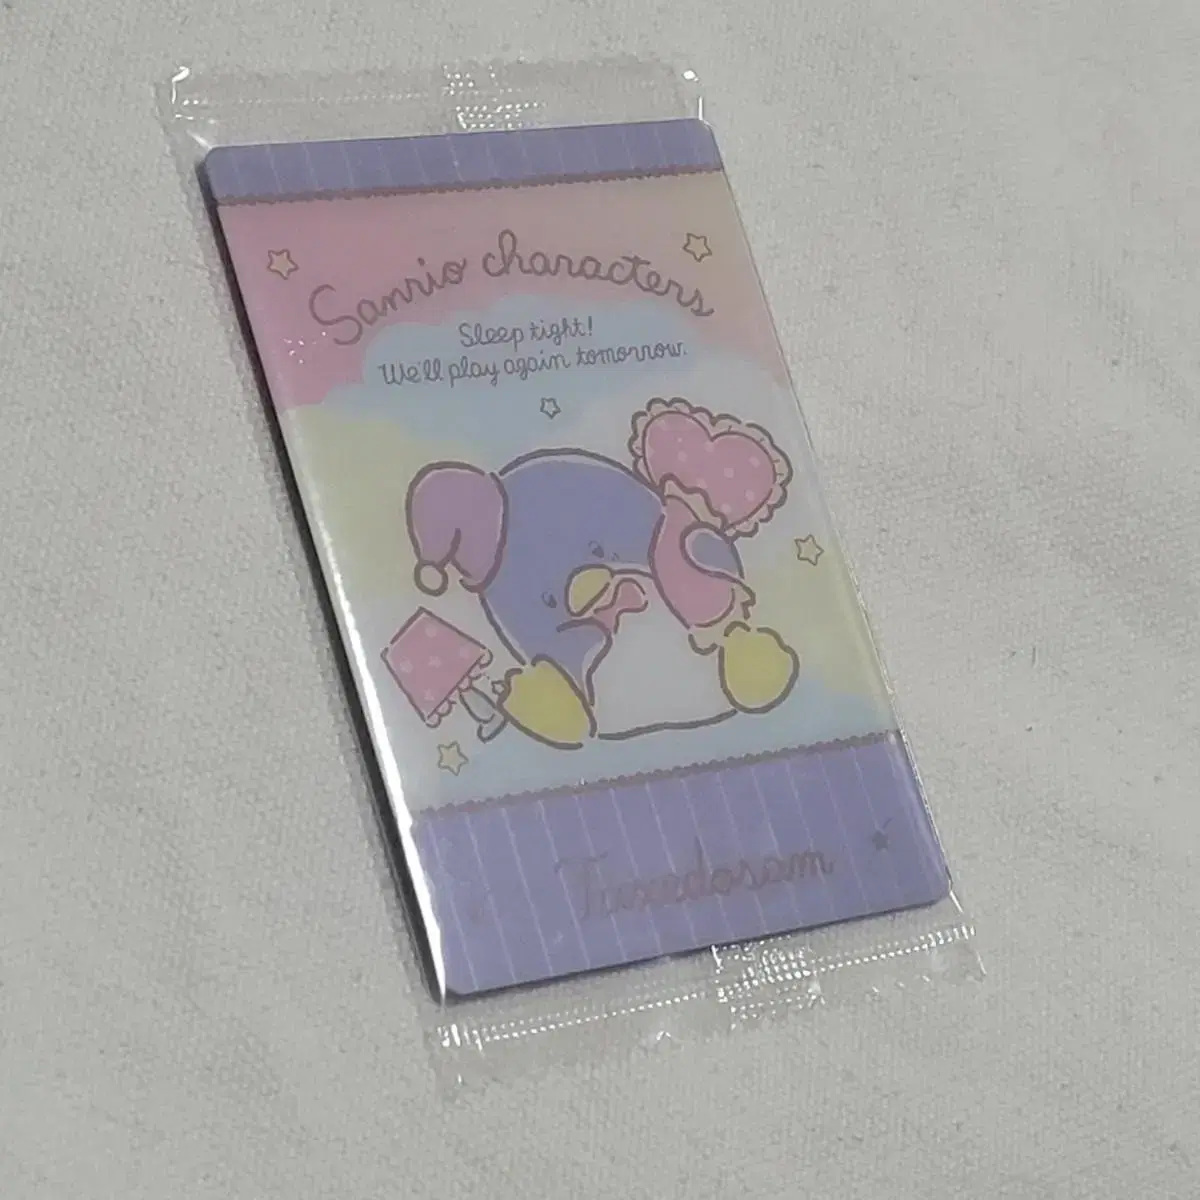 Sanrio characters
Sleep tight!
We'll play again tomorrow.
Tuxedosam